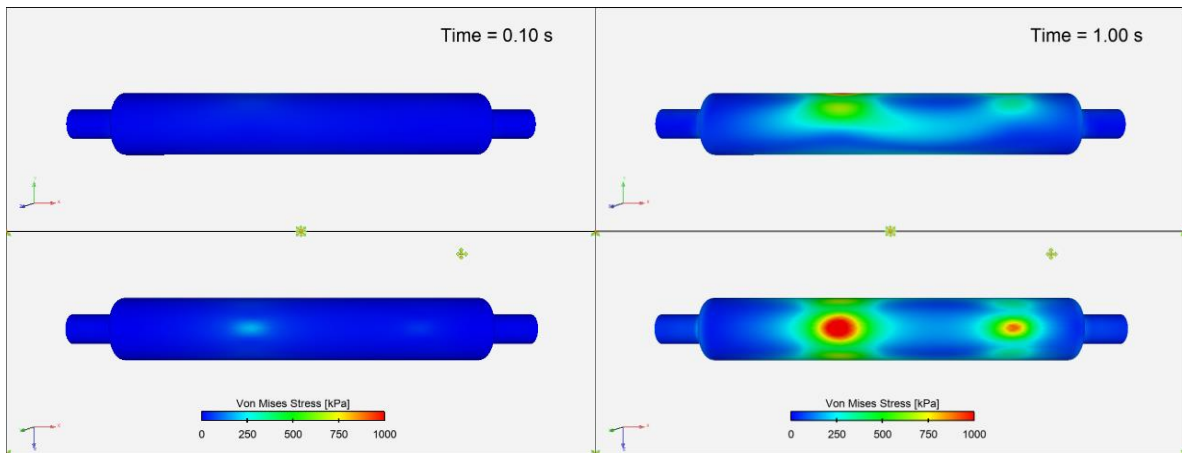 Time = 0.10 s
Time = 1.00 s
Von Mises Stress [kPa]
0 250 500 750 1000
Von Mises Stress [kPa]
0 250 500 750 1000